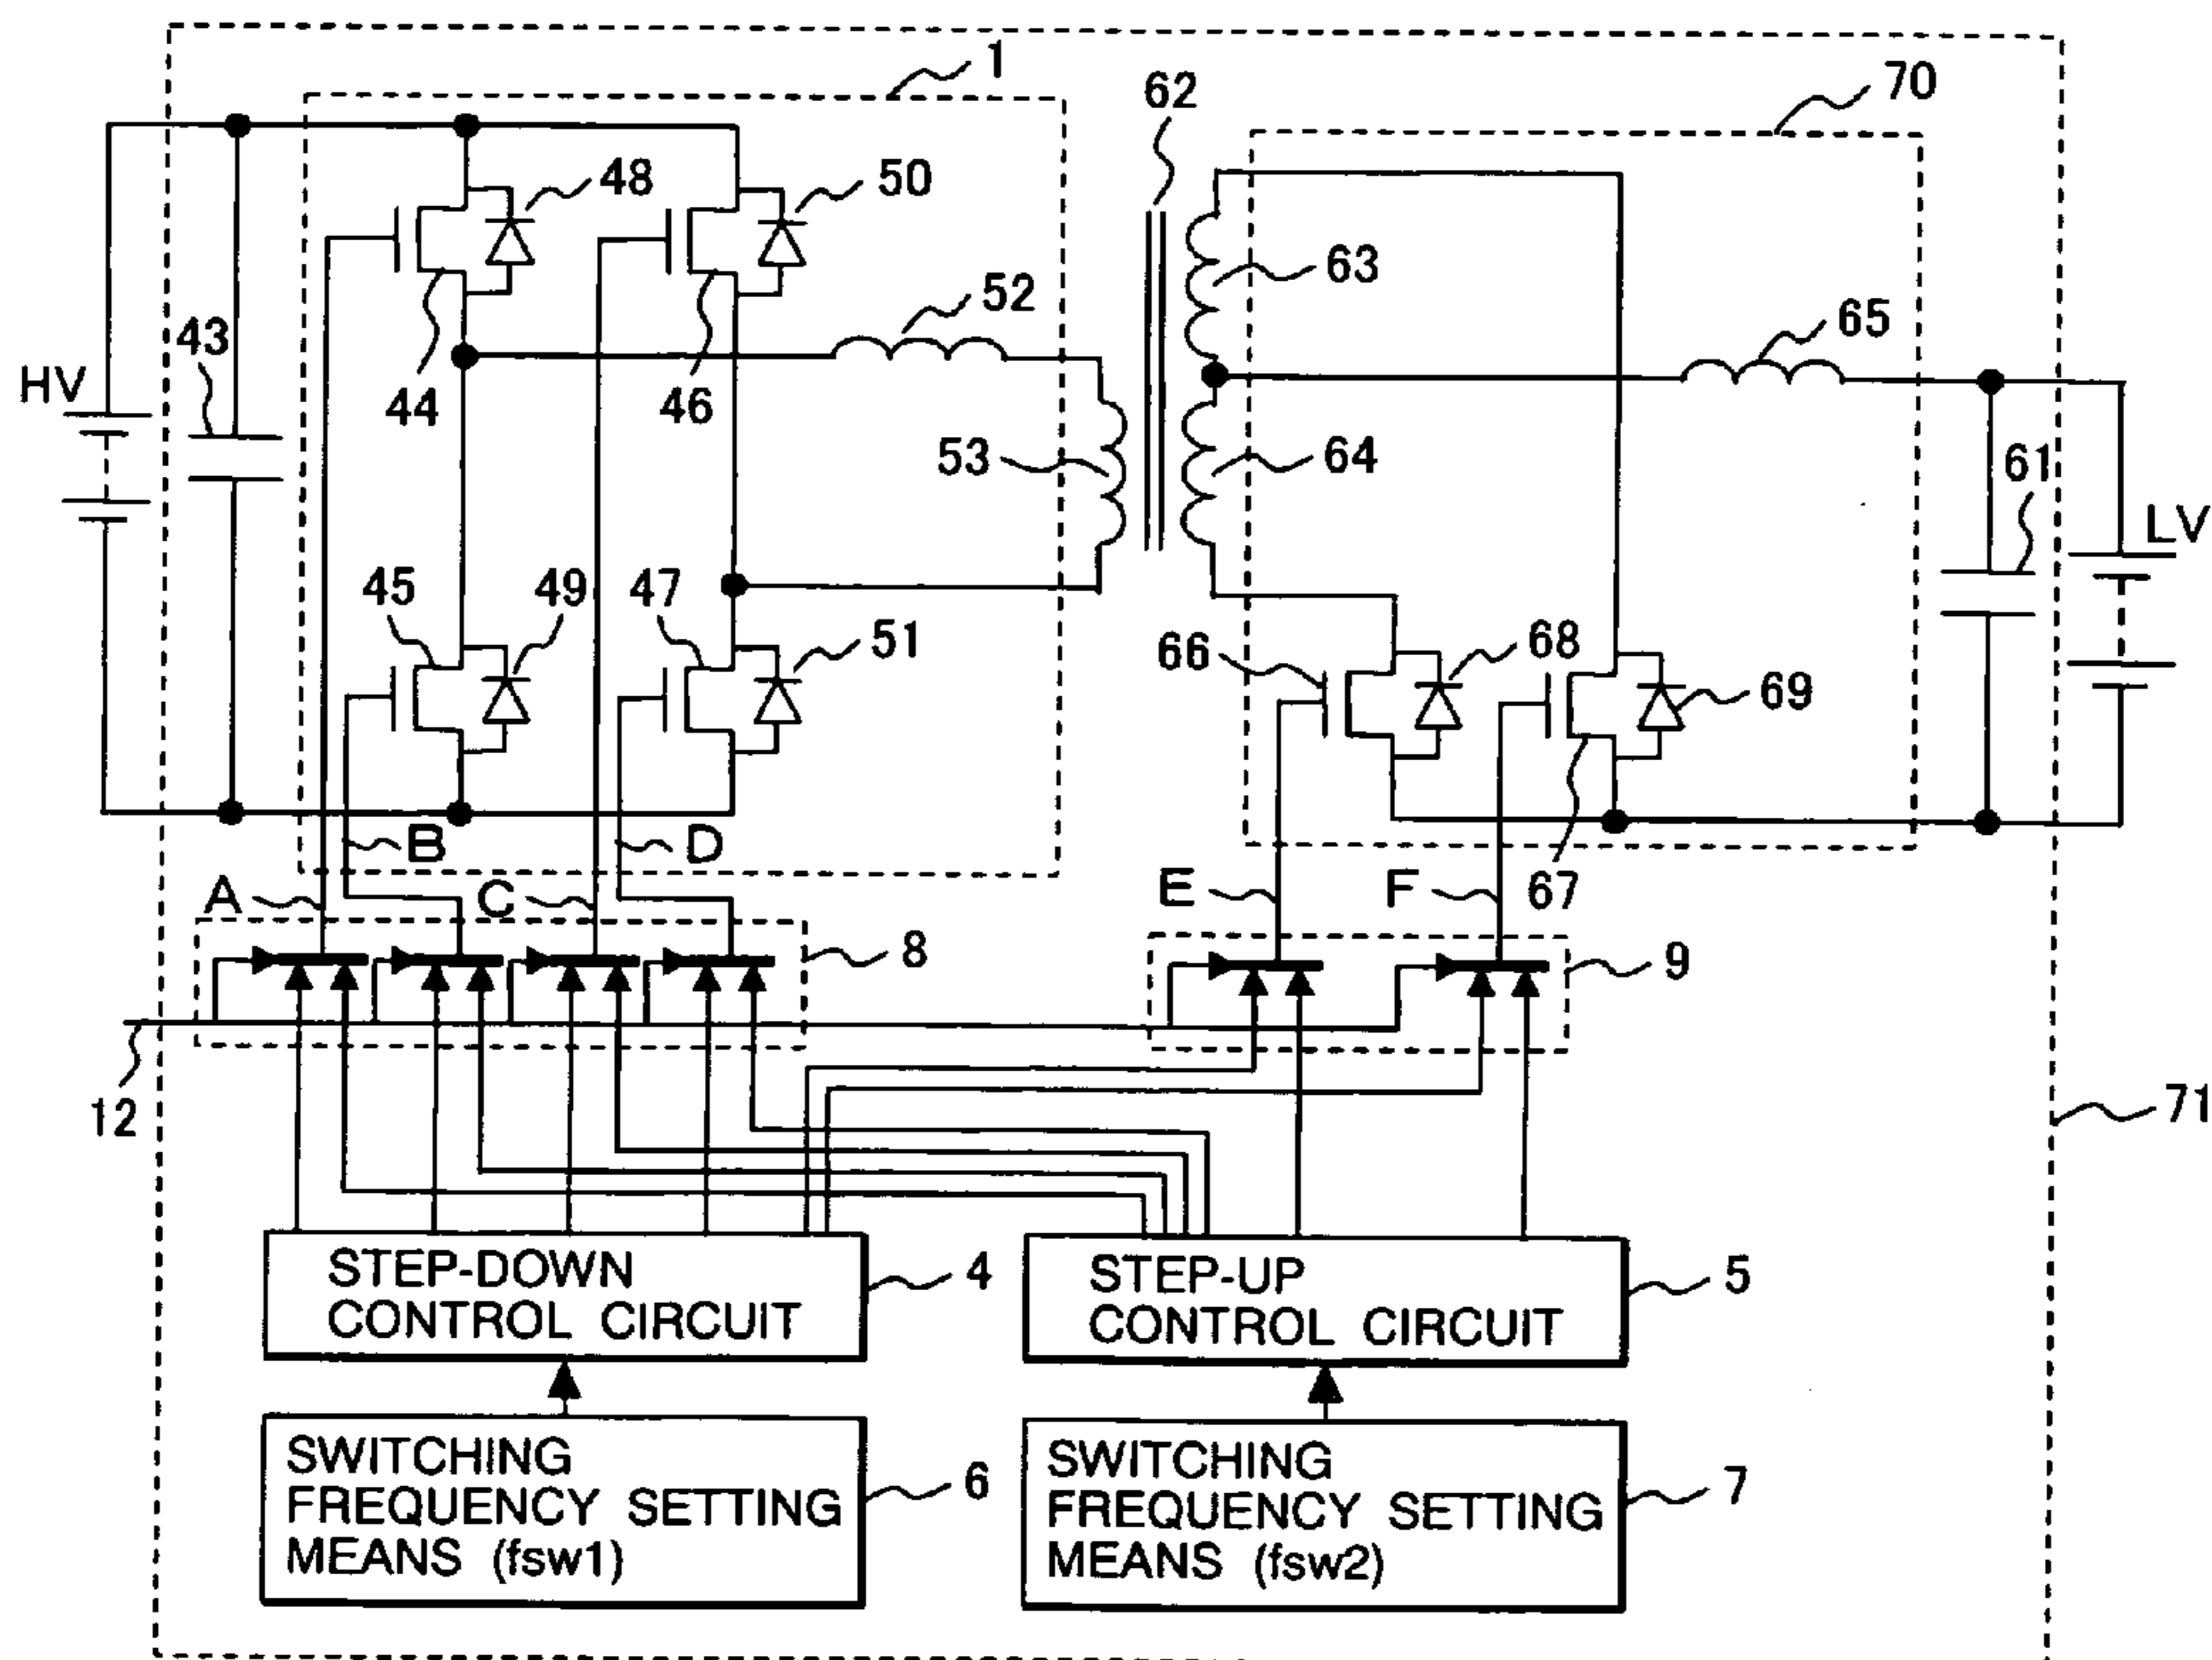 1
62
70
48
50
63
52
65
43
HV
44
46
53
64
61
LV
45
49
47
51
66
68
69
B
D
A
C
E
F
67
8
9
12
71
STEP-DOWN
CONTROL CIRCUIT
4
STEP-UP
CONTROL CIRCUIT
5
SWITCHING
FREQUENCY SETTING
MEANS (fsw1)
6
SWITCHING
FREQUENCY SETTING
MEANS (fsw2)
7